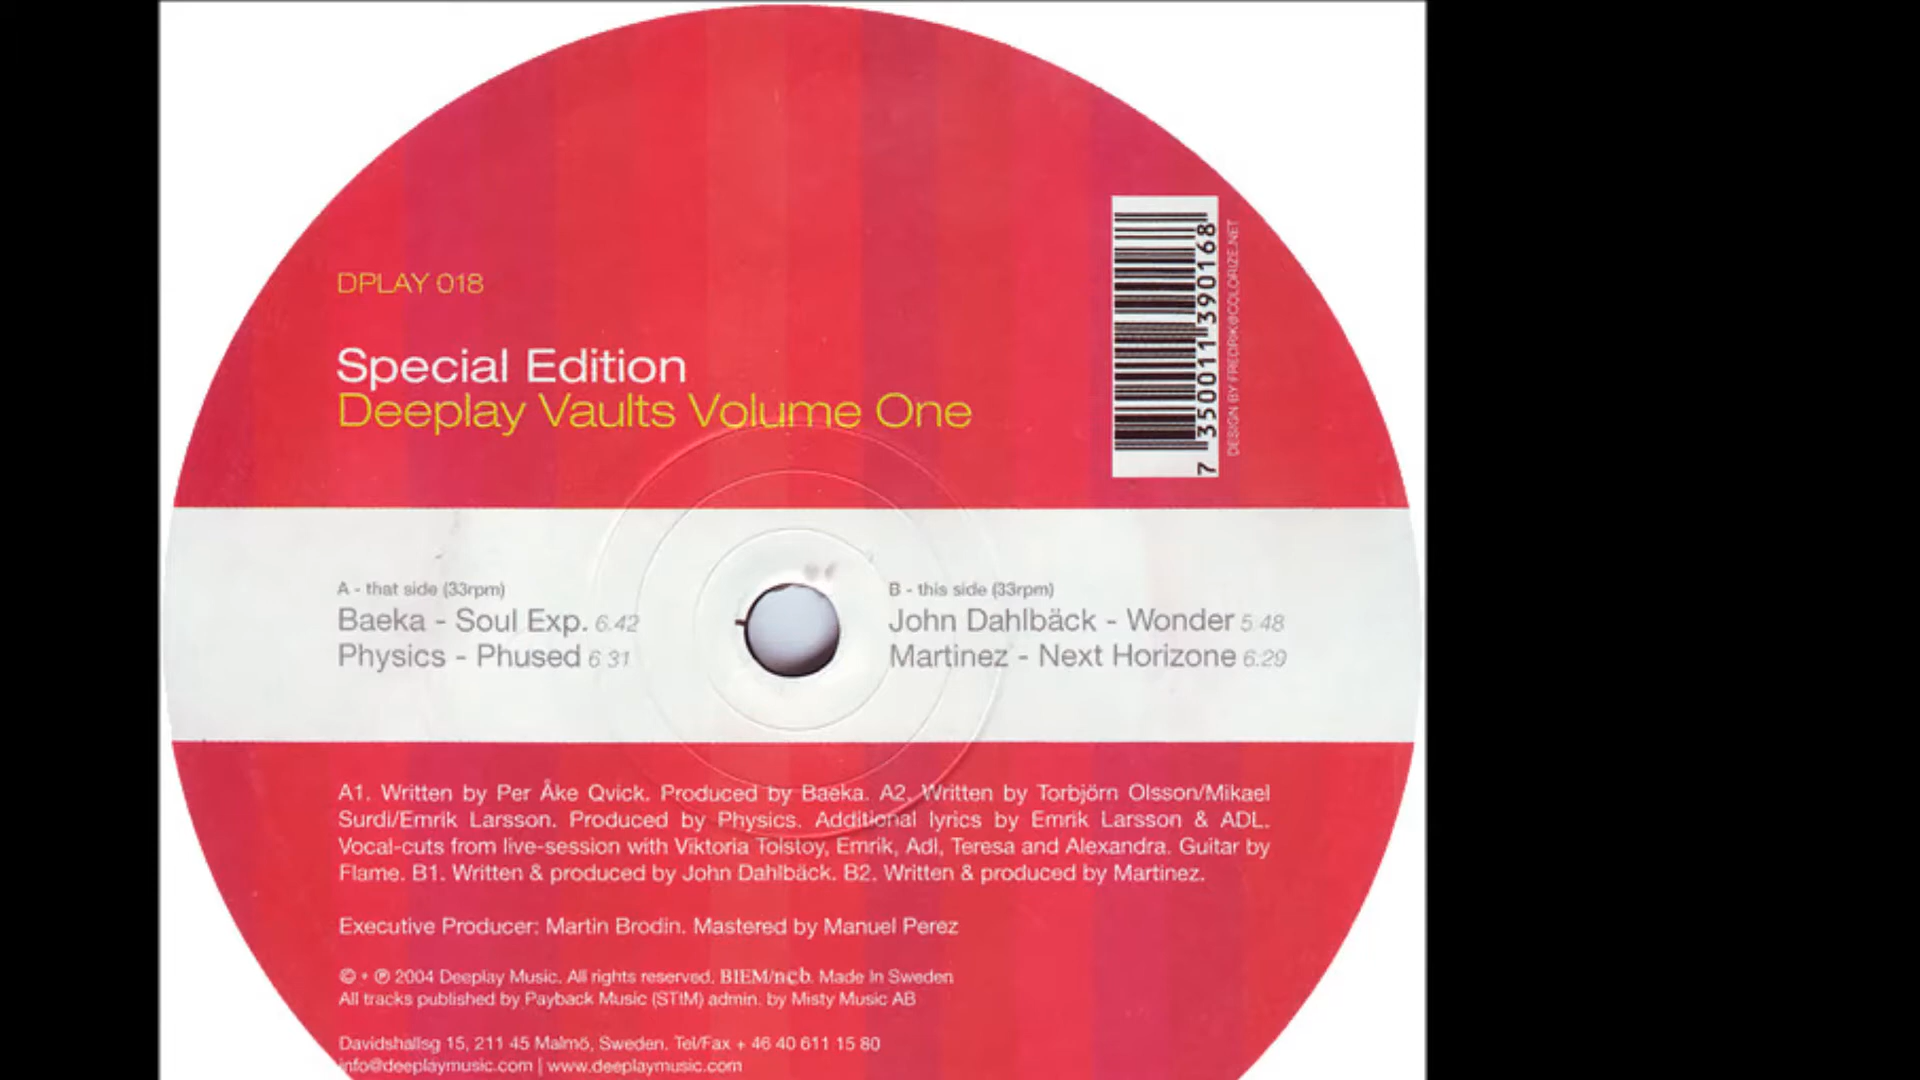 DPLAY 018
Special Edition
Deeplay Vaults Volume One
7 350011 390168
DESIGN BY FREDRIK@COLORIZE.NET
A - that side (33rpm)
Baeka - Soul Exp. 6.42
Physics - Phused 6.31
B - this side (33rpm)
John Dahlbäck - Wonder 5.48
Martinez - Next Horizone 6.29
A1. Written by Per Åke Qvick. Produced by Baeka. A2. Written by Torbjörn Olsson/Mikael
Surdi/Emrik Larsson. Produced by Physics. Additional lyrics by Emrik Larsson & ADL.
Vocal-cuts from live-session with Viktoria Tolstoy, Emrik, Adl, Teresa and Alexandra. Guitar by
Flame. B1. Written & produced by John Dahlbäck. B2. Written & produced by Martinez.
Executive Producer: Martin Brodin. Mastered by Manuel Perez
© + ℗ 2004 Deeplay Music. All rights reserved. BIEM/ncb. Made In Sweden
All tracks published by Payback Music (STIM) admin. by Misty Music AB
Davidshallsg 15, 211 45 Malmö, Sweden. Tel/Fax + 46 40 611 15 80
info@deeplaymusic.com | www.deeplaymusic.com